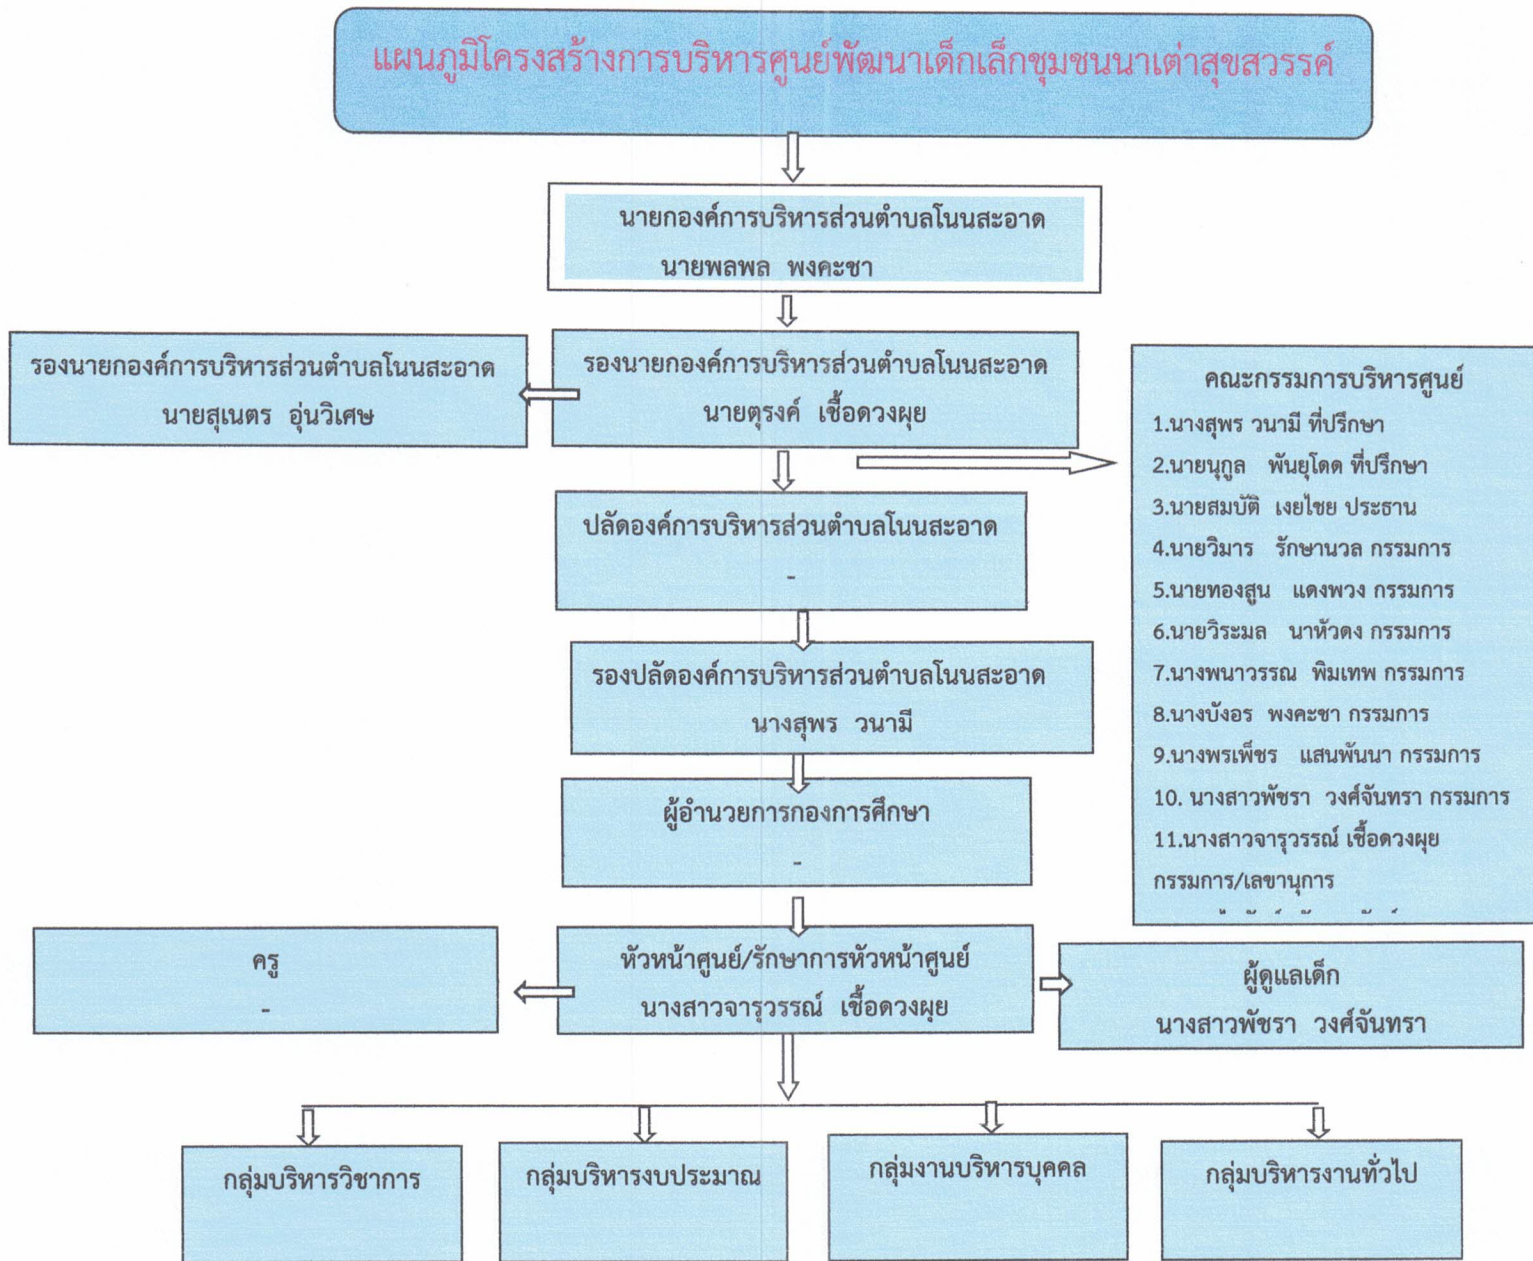 แผนภูมิโครงสร้างการบริหารศูนย์พัฒนาเด็กเล็กชุมชนนาเต่าสุขสวรรค์
นายกองค์การบริหารส่วนตำบลโนนสะอาด
นายพลพล พงคะชา
รองนายกองค์การบริหารส่วนตำบลโนนสะอาด
นายสุเนตร อุ่นวิเศษ
รองนายกองค์การบริหารส่วนตำบลโนนสะอาด
นายตุรงค์ เชื้อดวงผุย
คณะกรรมการบริหารศูนย์
1.นางสุพร วนามี ที่ปรึกษา
2.นายนุกูล พันยุโดด ที่ปรึกษา
3.นายสมบัติ เงยไชย ประธาน
4.นายวิมาร รักษานวล กรรมการ
5.นายทองสูน แดงพวง กรรมการ
6.นายวิระมล นาหัวดง กรรมการ
7.นางพนาวรรณ พิมเทพ กรรมการ
8.นางบังอร พงคะชา กรรมการ
9.นางพรเพ็ชร แสนพันนา กรรมการ
10. นางสาวพัชรา วงศ์จันทรา กรรมการ
11.นางสาวจารุวรรณ์ เชื้อดวงผุย
กรรมการ/เลขานุการ
ปลัดองค์การบริหารส่วนตำบลโนนสะอาด
-
รองปลัดองค์การบริหารส่วนตำบลโนนสะอาด
นางสุพร วนามี
ผู้อำนวยการกองการศึกษา
-
ครู
-
หัวหน้าศูนย์/รักษาการหัวหน้าศูนย์
นางสาวจารุวรรณ์ เชื้อดวงผุย
ผู้ดูแลเด็ก
นางสาวพัชรา วงศ์จันทรา
กลุ่มบริหารวิชาการ
กลุ่มบริหารงบประมาณ
กลุ่มงานบริหารบุคคล
กลุ่มบริหารงานทั่วไป